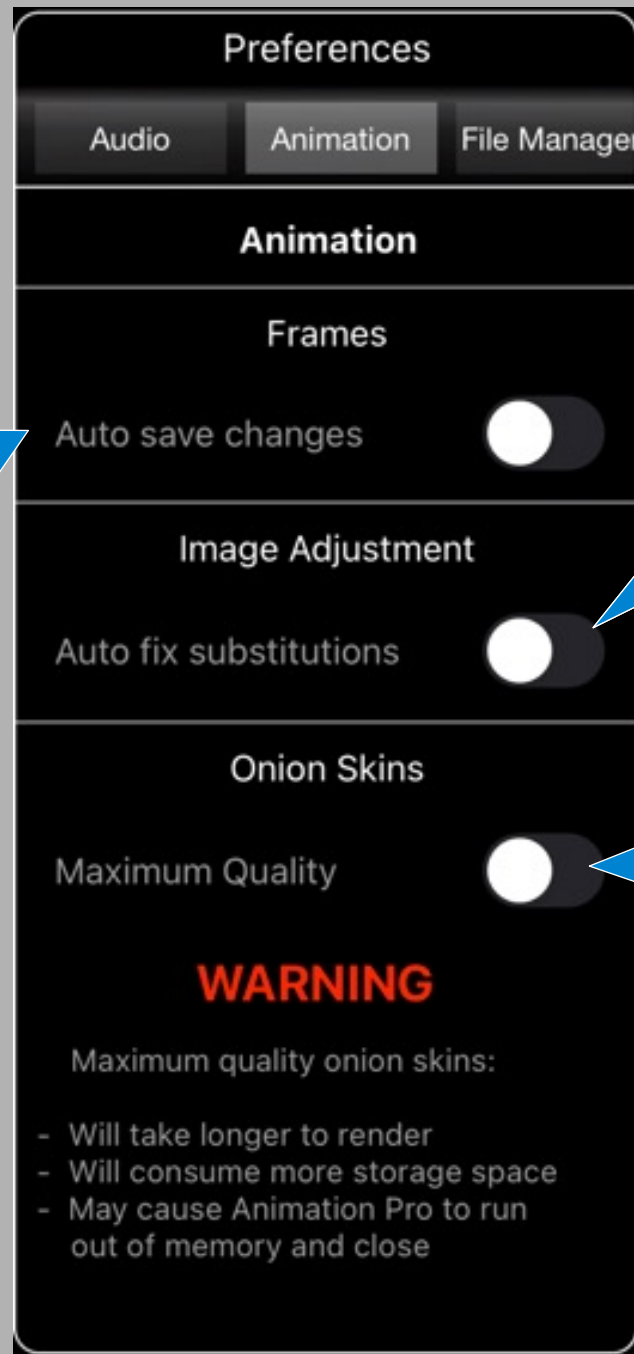 Preferences
Audio Animation File Manager
Animation
Frames
Auto save changes
Image Adjustment
Auto fix substitutions
Onion Skins
Maximum Quality
WARNING
Maximum quality onion skins:
- Will take longer to render
- Will consume more storage space
- May cause Animation Pro to run
out of memory and close